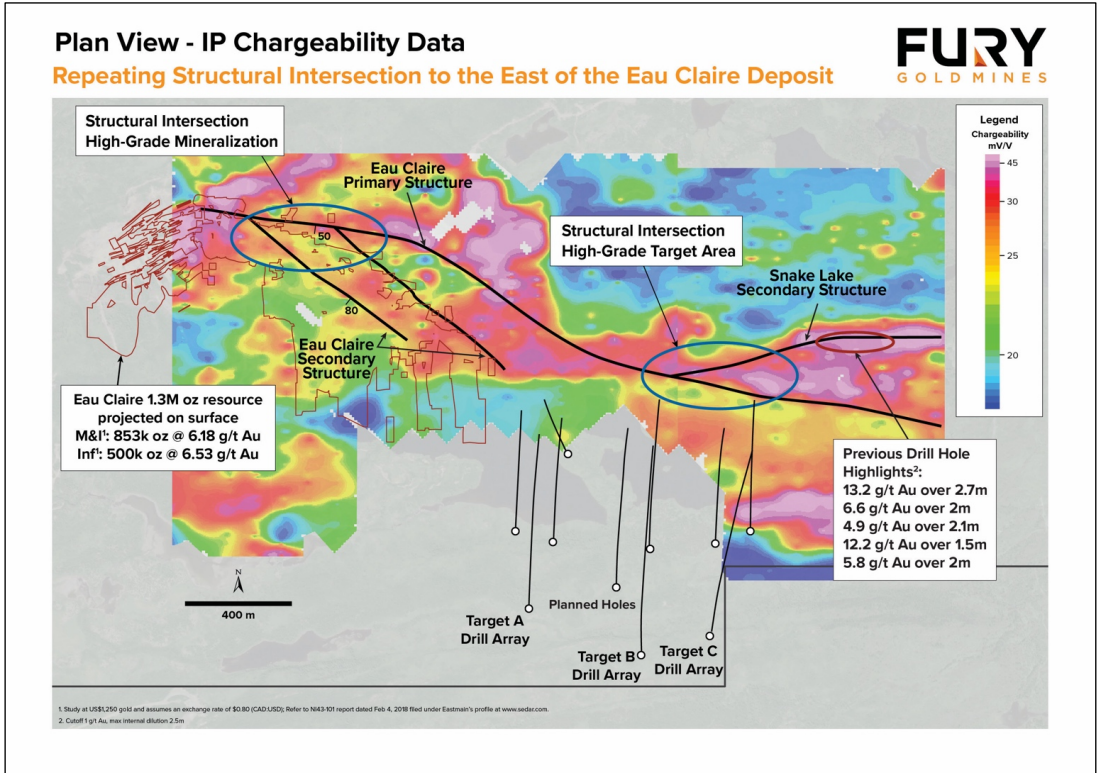 Plan View - IP Chargeability Data
Repeating Structural Intersection to the East of the Eau Claire Deposit
FURY
GOLD MINES
Structural Intersection
High-Grade Mineralization
Eau Claire
Primary Structure
50
80
Eau Claire
Secondary
Structure
Structural Intersection
High-Grade Target Area
Snake Lake
Secondary Structure
Legend
Chargeability
mV/V
45
30
25
20
Eau Claire 1.3M oz resource
projected on surface
M&I¹: 853k oz @ 6.18 g/t Au
Inf¹: 500k oz @ 6.53 g/t Au
Previous Drill Hole
Highlights²:
13.2 g/t Au over 2.7m
6.6 g/t Au over 2m
4.9 g/t Au over 2.1m
12.2 g/t Au over 1.5m
5.8 g/t Au over 2m
N
400 m
Planned Holes
Target A
Drill Array
Target B
Drill Array
Target C
Drill Array
1. Study at US$1,250 gold and assumes an exchange rate of $0.80 (CAD:USD); Refer to NI43-101 report dated Feb 4, 2018 filed under Eastmain's profile at www.sedar.com.
2. Cutoff 1 g/t Au, max internal dilution 2.5m